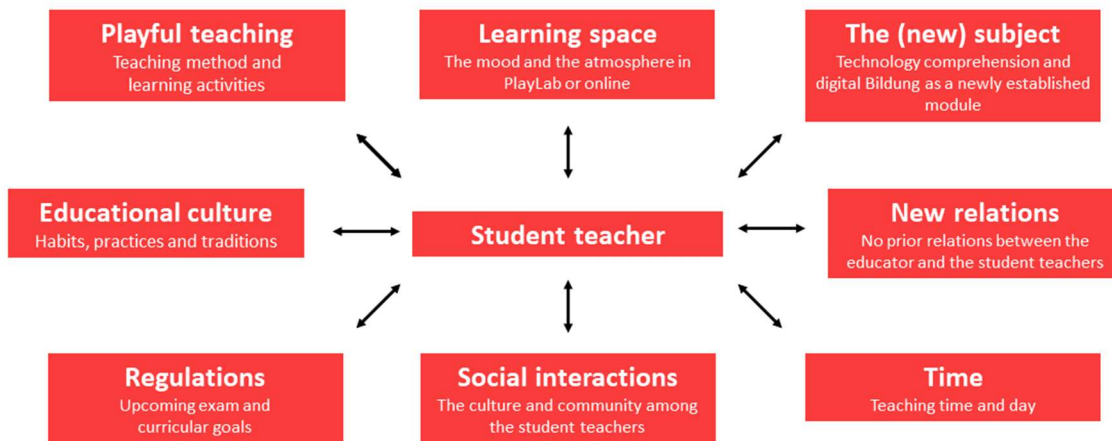 Playful teaching
Teaching method and
learning activities
Learning space
The mood and the atmosphere in
PlayLab or online
The (new) subject
Technology comprehension and
digital Bildung as a newly established
module
Educational culture
Habits, practices and traditions
Student teacher
New relations
No prior relations between the
educator and the student teachers
Regulations
Upcoming exam and
curricular goals
Social interactions
The culture and community among
the student teachers
Time
Teaching time and day